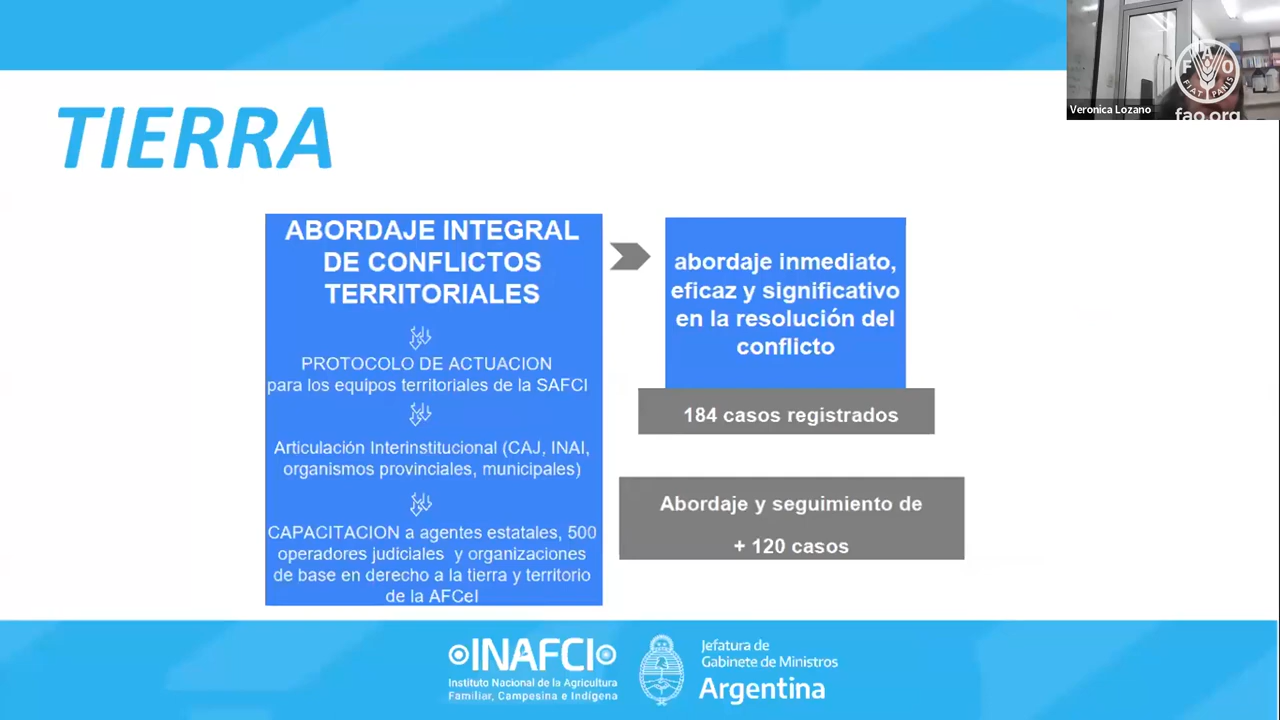 TIERRA
ABORDAJE INTEGRAL
DE CONFLICTOS
TERRITORIALES
PROTOCOLO DE ACTUACION
para los equipos territoriales de la SAFCI
Articulación Interinstitucional (CAJ, INAI,
organismos provinciales, municipales)
CAPACITACION a agentes estatales, 500
operadores judiciales y organizaciones
de base en derecho a la tierra y territorio
de la AFCeI
abordaje inmediato,
eficaz y significativo
en la resolución del
conflicto
184 casos registrados
Abordaje y seguimiento de
+ 120 casos
Veronica Lozano
FAO
FIAT PANIS
fao.org
INAFCI
Instituto Nacional de la Agricultura
Familiar, Campesina e Indígena
Jefatura de
Gabinete de Ministros
Argentina